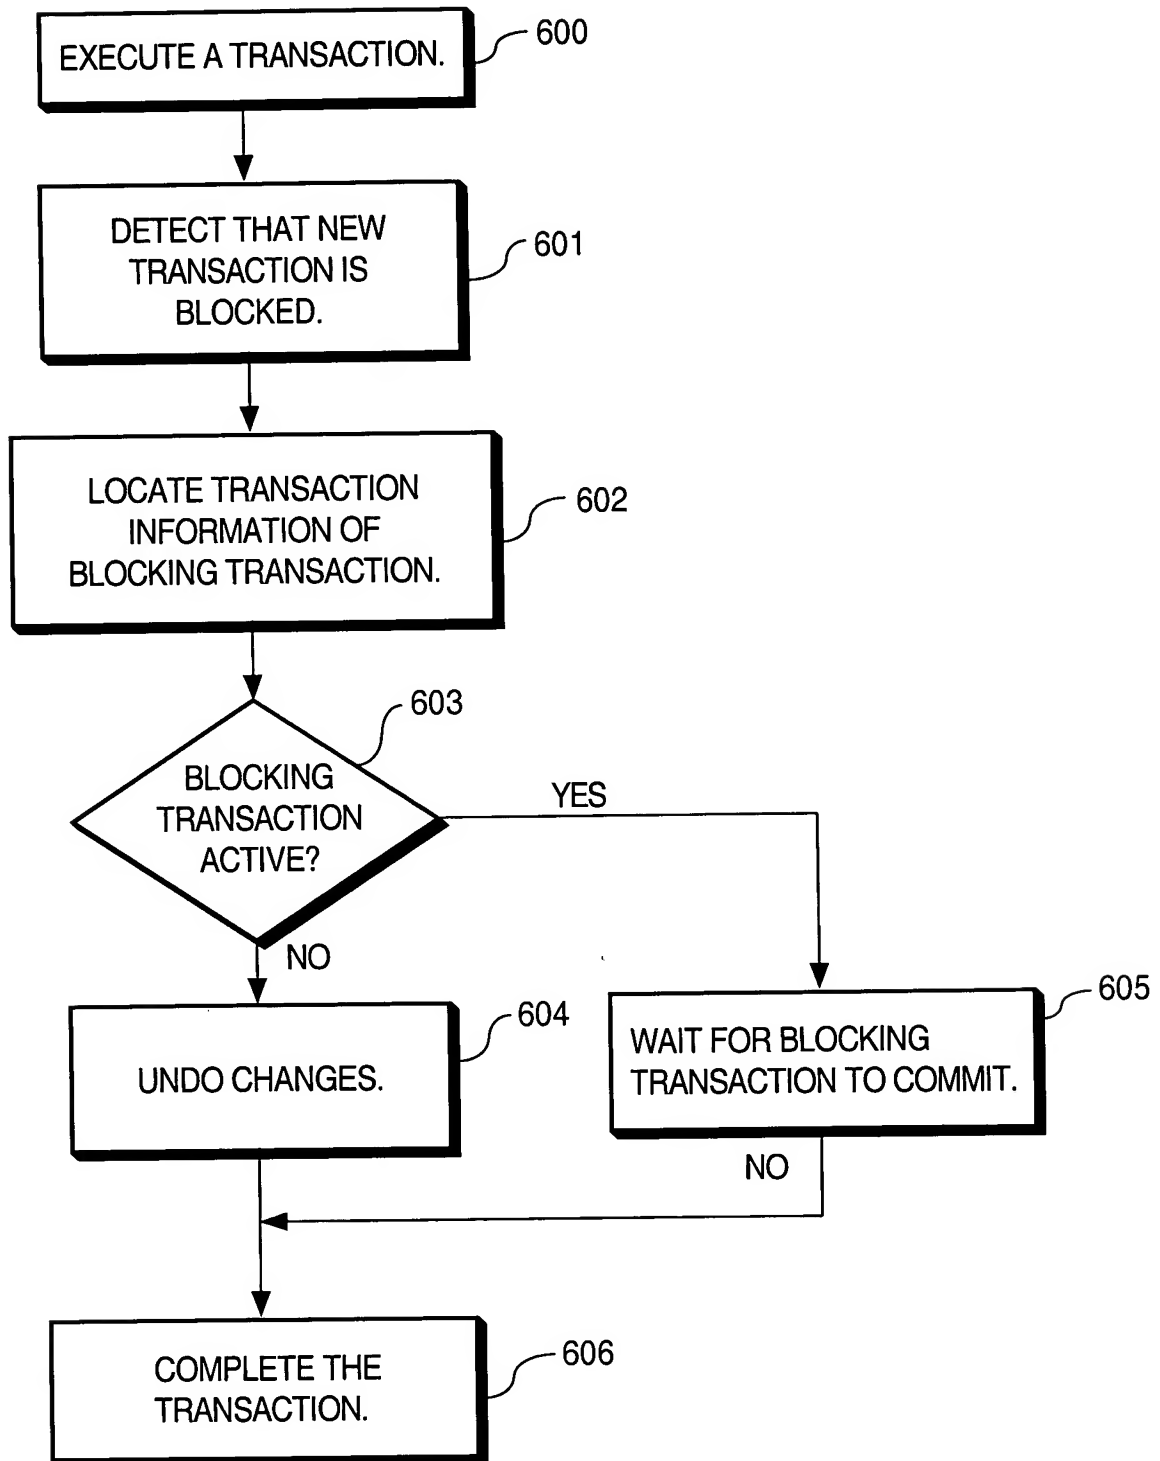 EXECUTE A TRANSACTION.
600
DETECT THAT NEW
TRANSACTION IS
BLOCKED.
601
LOCATE TRANSACTION
INFORMATION OF
BLOCKING TRANSACTION.
602
603
BLOCKING
TRANSACTION
ACTIVE?
YES
NO
604
UNDO CHANGES.
605
WAIT FOR BLOCKING
TRANSACTION TO COMMIT.
NO
606
COMPLETE THE
TRANSACTION.